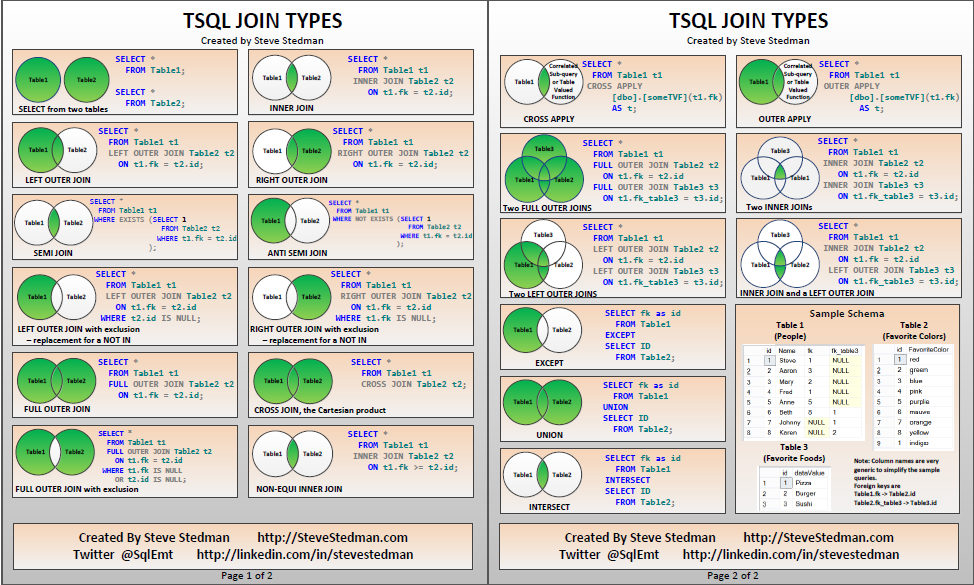 TSQL JOIN TYPES
Created by Steve Stedman
Table1 Table2
SELECT *
FROM Table1;
SELECT *
FROM Table2;
SELECT from two tables
Table1 Table2
SELECT *
FROM Table1 t1
INNER JOIN Table2 t2
ON t1.fk = t2.id;
INNER JOIN
Table1 Table2
SELECT *
FROM Table1 t1
LEFT OUTER JOIN Table2 t2
ON t1.fk = t2.id;
LEFT OUTER JOIN
Table1 Table2
SELECT *
FROM Table1 t1
RIGHT OUTER JOIN Table2 t2
ON t1.fk = t2.id;
RIGHT OUTER JOIN
Table1 Table2
SELECT *
FROM Table1 t1
WHERE EXISTS (SELECT 1
FROM Table2 t2
WHERE t1.fk = t2.id
);
SEMI JOIN
Table1 Table2
SELECT *
FROM Table1 t1
WHERE NOT EXISTS (SELECT 1
FROM Table2 t2
WHERE t1.fk = t2.id
);
ANTI SEMI JOIN
Table1 Table2
SELECT *
FROM Table1 t1
LEFT OUTER JOIN Table2 t2
ON t1.fk = t2.id
WHERE t2.id IS NULL;
LEFT OUTER JOIN with exclusion
– replacement for a NOT IN
Table1 Table2
SELECT *
FROM Table1 t1
RIGHT OUTER JOIN Table2 t2
ON t1.fk = t2.id
WHERE t1.fk IS NULL;
RIGHT OUTER JOIN with exclusion
– replacement for a NOT IN
Table1 Table2
SELECT *
FROM Table1 t1
FULL OUTER JOIN Table2 t2
ON t1.fk = t2.id;
FULL OUTER JOIN
Table1 Table2
SELECT *
FROM Table1 t1
CROSS JOIN Table2 t2;
CROSS JOIN, the Cartesian product
Table1 Table2
SELECT *
FROM Table1 t1
FULL OUTER JOIN Table2 t2
ON t1.fk = t2.id
WHERE t1.fk IS NULL
OR t2.id IS NULL;
FULL OUTER JOIN with exclusion
Table1 Table2
SELECT *
FROM Table1 t1
INNER JOIN Table2 t2
ON t1.fk >= t2.id;
NON-EQUI INNER JOIN
Created By Steve Stedman http://SteveStedman.com
Twitter @SqlEmt http://linkedin.com/in/stevestedman
Page 1 of 2
TSQL JOIN TYPES
Created by Steve Stedman
Table1
Correlated
Sub-query
or Table
Valued
Function
SELECT *
FROM Table1 t1
CROSS APPLY
[dbo].[someTVF](t1.fk)
AS t;
CROSS APPLY
Table1
Correlated
Sub-query
or Table
Valued
Function
SELECT *
FROM Table1 t1
OUTER APPLY
[dbo].[someTVF](t1.fk)
AS t;
OUTER APPLY
Table3
Table1 Table2
SELECT *
FROM Table1 t1
FULL OUTER JOIN Table2 t2
ON t1.fk = t2.id
FULL OUTER JOIN Table3 t3
ON t1.fk_table3 = t3.id;
Two FULL OUTER JOINS
Table3
Table1 Table2
SELECT *
FROM Table1 t1
INNER JOIN Table2 t2
ON t1.fk = t2.id
INNER JOIN Table3 t3
ON t1.fk_table3 = t3.id;
Two INNER JOINs
Table3
Table1 Table2
SELECT *
FROM Table1 t1
LEFT OUTER JOIN Table2 t2
ON t1.fk = t2.id
LEFT OUTER JOIN Table3 t3
ON t1.fk_table3 = t3.id;
Two LEFT OUTER JOINS
Table3
Table1 Table2
SELECT *
FROM Table1 t1
INNER JOIN Table2 t2
ON t1.fk = t2.id
LEFT OUTER JOIN Table3 t3
ON t1.fk_table3 = t3.id;
INNER JOIN and a LEFT OUTER JOIN
Table1 Table2
SELECT fk as id
FROM Table1
EXCEPT
SELECT ID
FROM Table2;
EXCEPT
Table1 Table2
SELECT fk as id
FROM Table1
UNION
SELECT ID
FROM Table2;
UNION
Table1 Table2
SELECT fk as id
FROM Table1
INTERSECT
SELECT ID
FROM Table2;
INTERSECT
Sample Schema
Table 1
(People)
id Name fk fk_table3
1 1 Steve 1 NULL
2 2 Aaron 3 NULL
3 3 Mary 2 NULL
4 4 Fred 1 NULL
5 5 Anne 5 NULL
6 6 Beth 8 1
7 7 Johnny NULL 1
8 8 Karen NULL 2
Table 2
(Favorite Colors)
id FavoriteColor
1 1 red
2 2 green
3 3 blue
4 4 pink
5 5 purple
6 6 mauve
7 7 orange
8 8 yellow
9 1 indigo
Table 3
(Favorite Foods)
id dataValue
1 1 Pizza
2 2 Burger
3 3 Sushi
Note: Column names are very
generic to simplify the sample
queries.
Foreign keys are
Table1.fk -> Table2.id
Table2.fk_table3 -> Table3.id
Created By Steve Stedman http://SteveStedman.com
Twitter @SqlEmt http://linkedin.com/in/stevestedman
Page 2 of 2